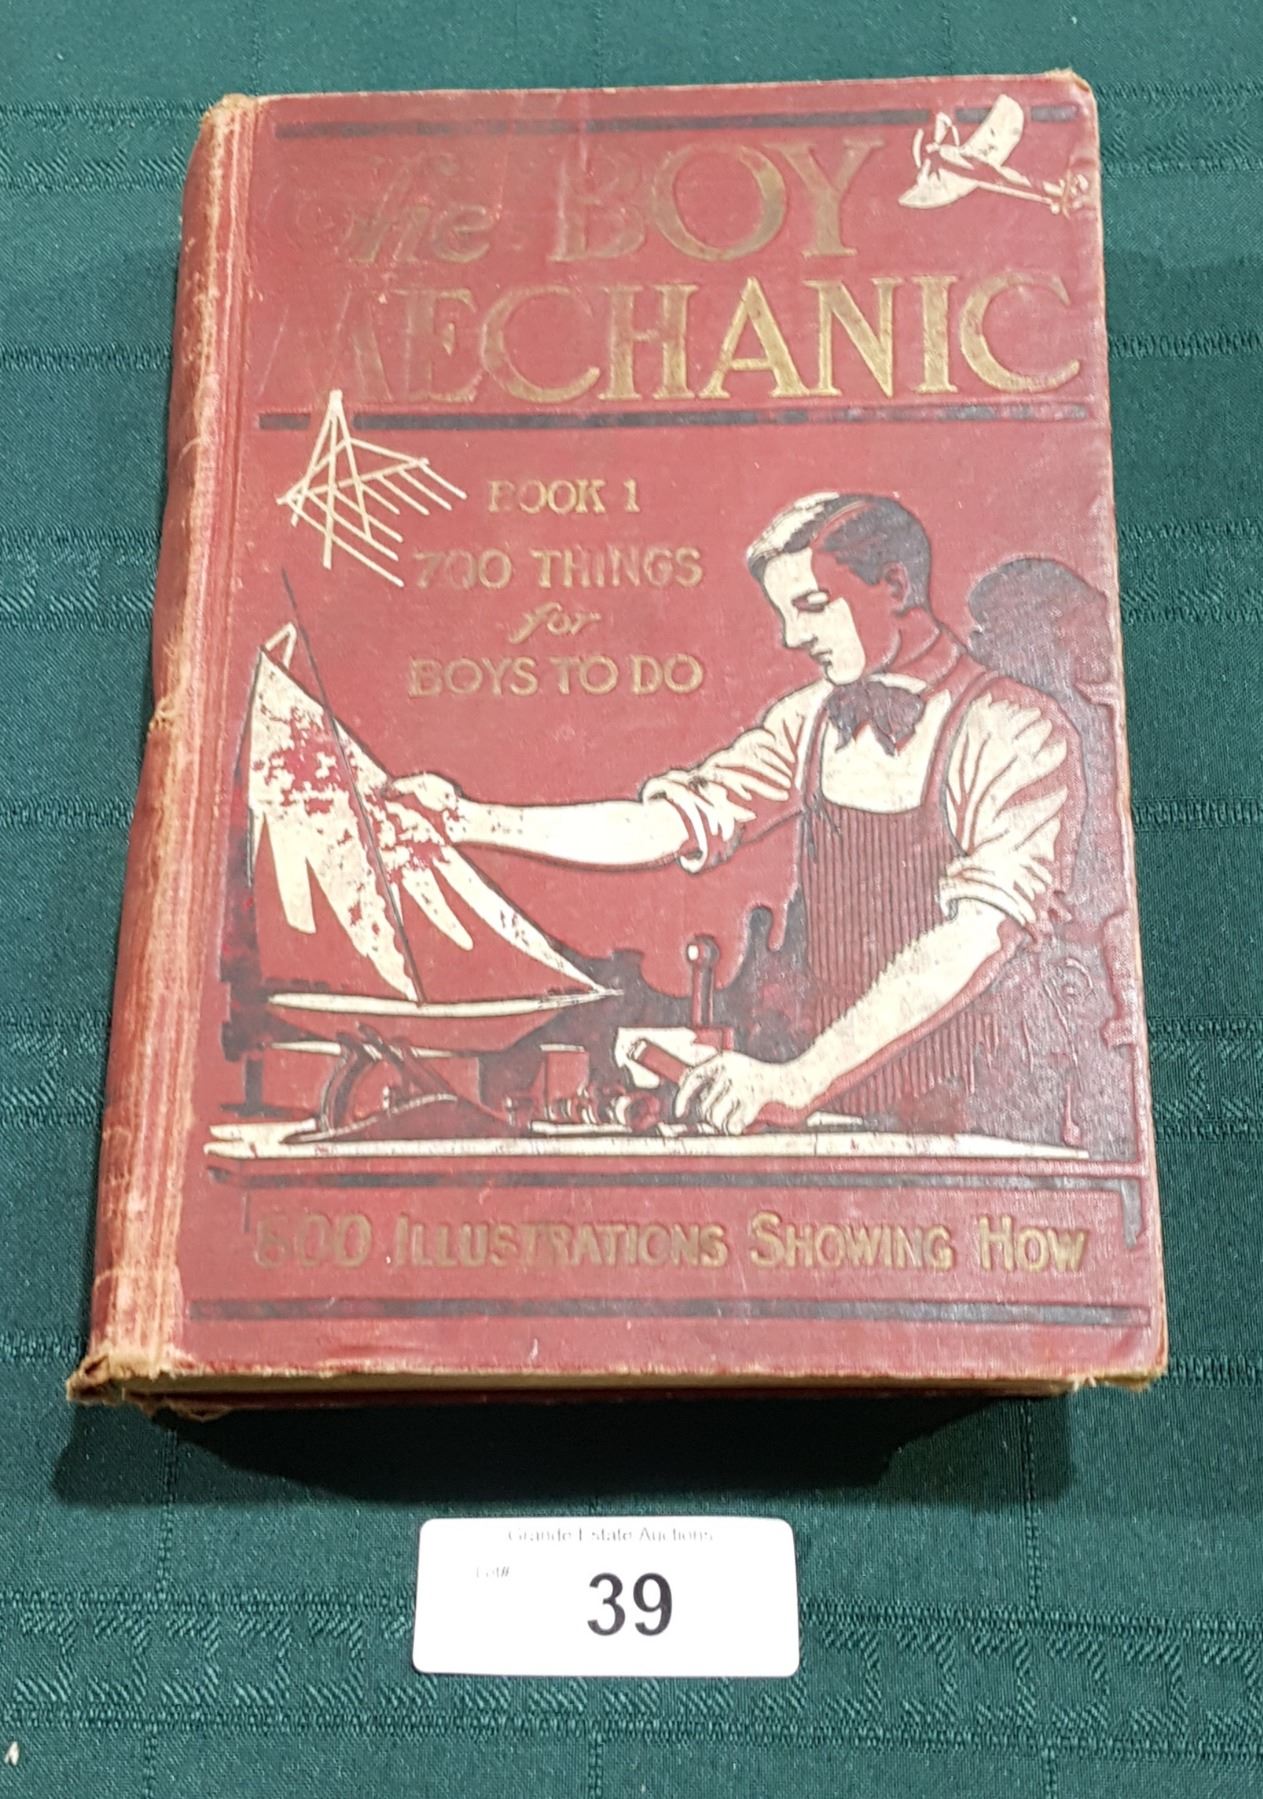 The BOY
MECHANIC
BOOK 1
700 THINGS
for
BOYS TO DO
800 ILLUSTRATIONS SHOWING HOW
Grande Estate Auctions
Lot#
39